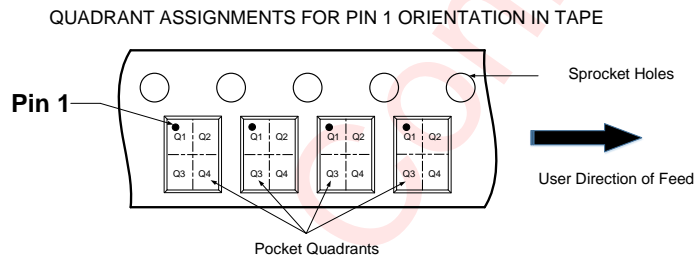 QUADRANT ASSIGNMENTS FOR PIN 1 ORIENTATION IN TAPE
Sprocket Holes
Pin 1
Q1 Q2 Q1 Q2 Q1 Q2 Q1 Q2
Q3 Q4 Q3 Q4 Q3 Q4 Q3 Q4
User Direction of Feed
Pocket Quadrants